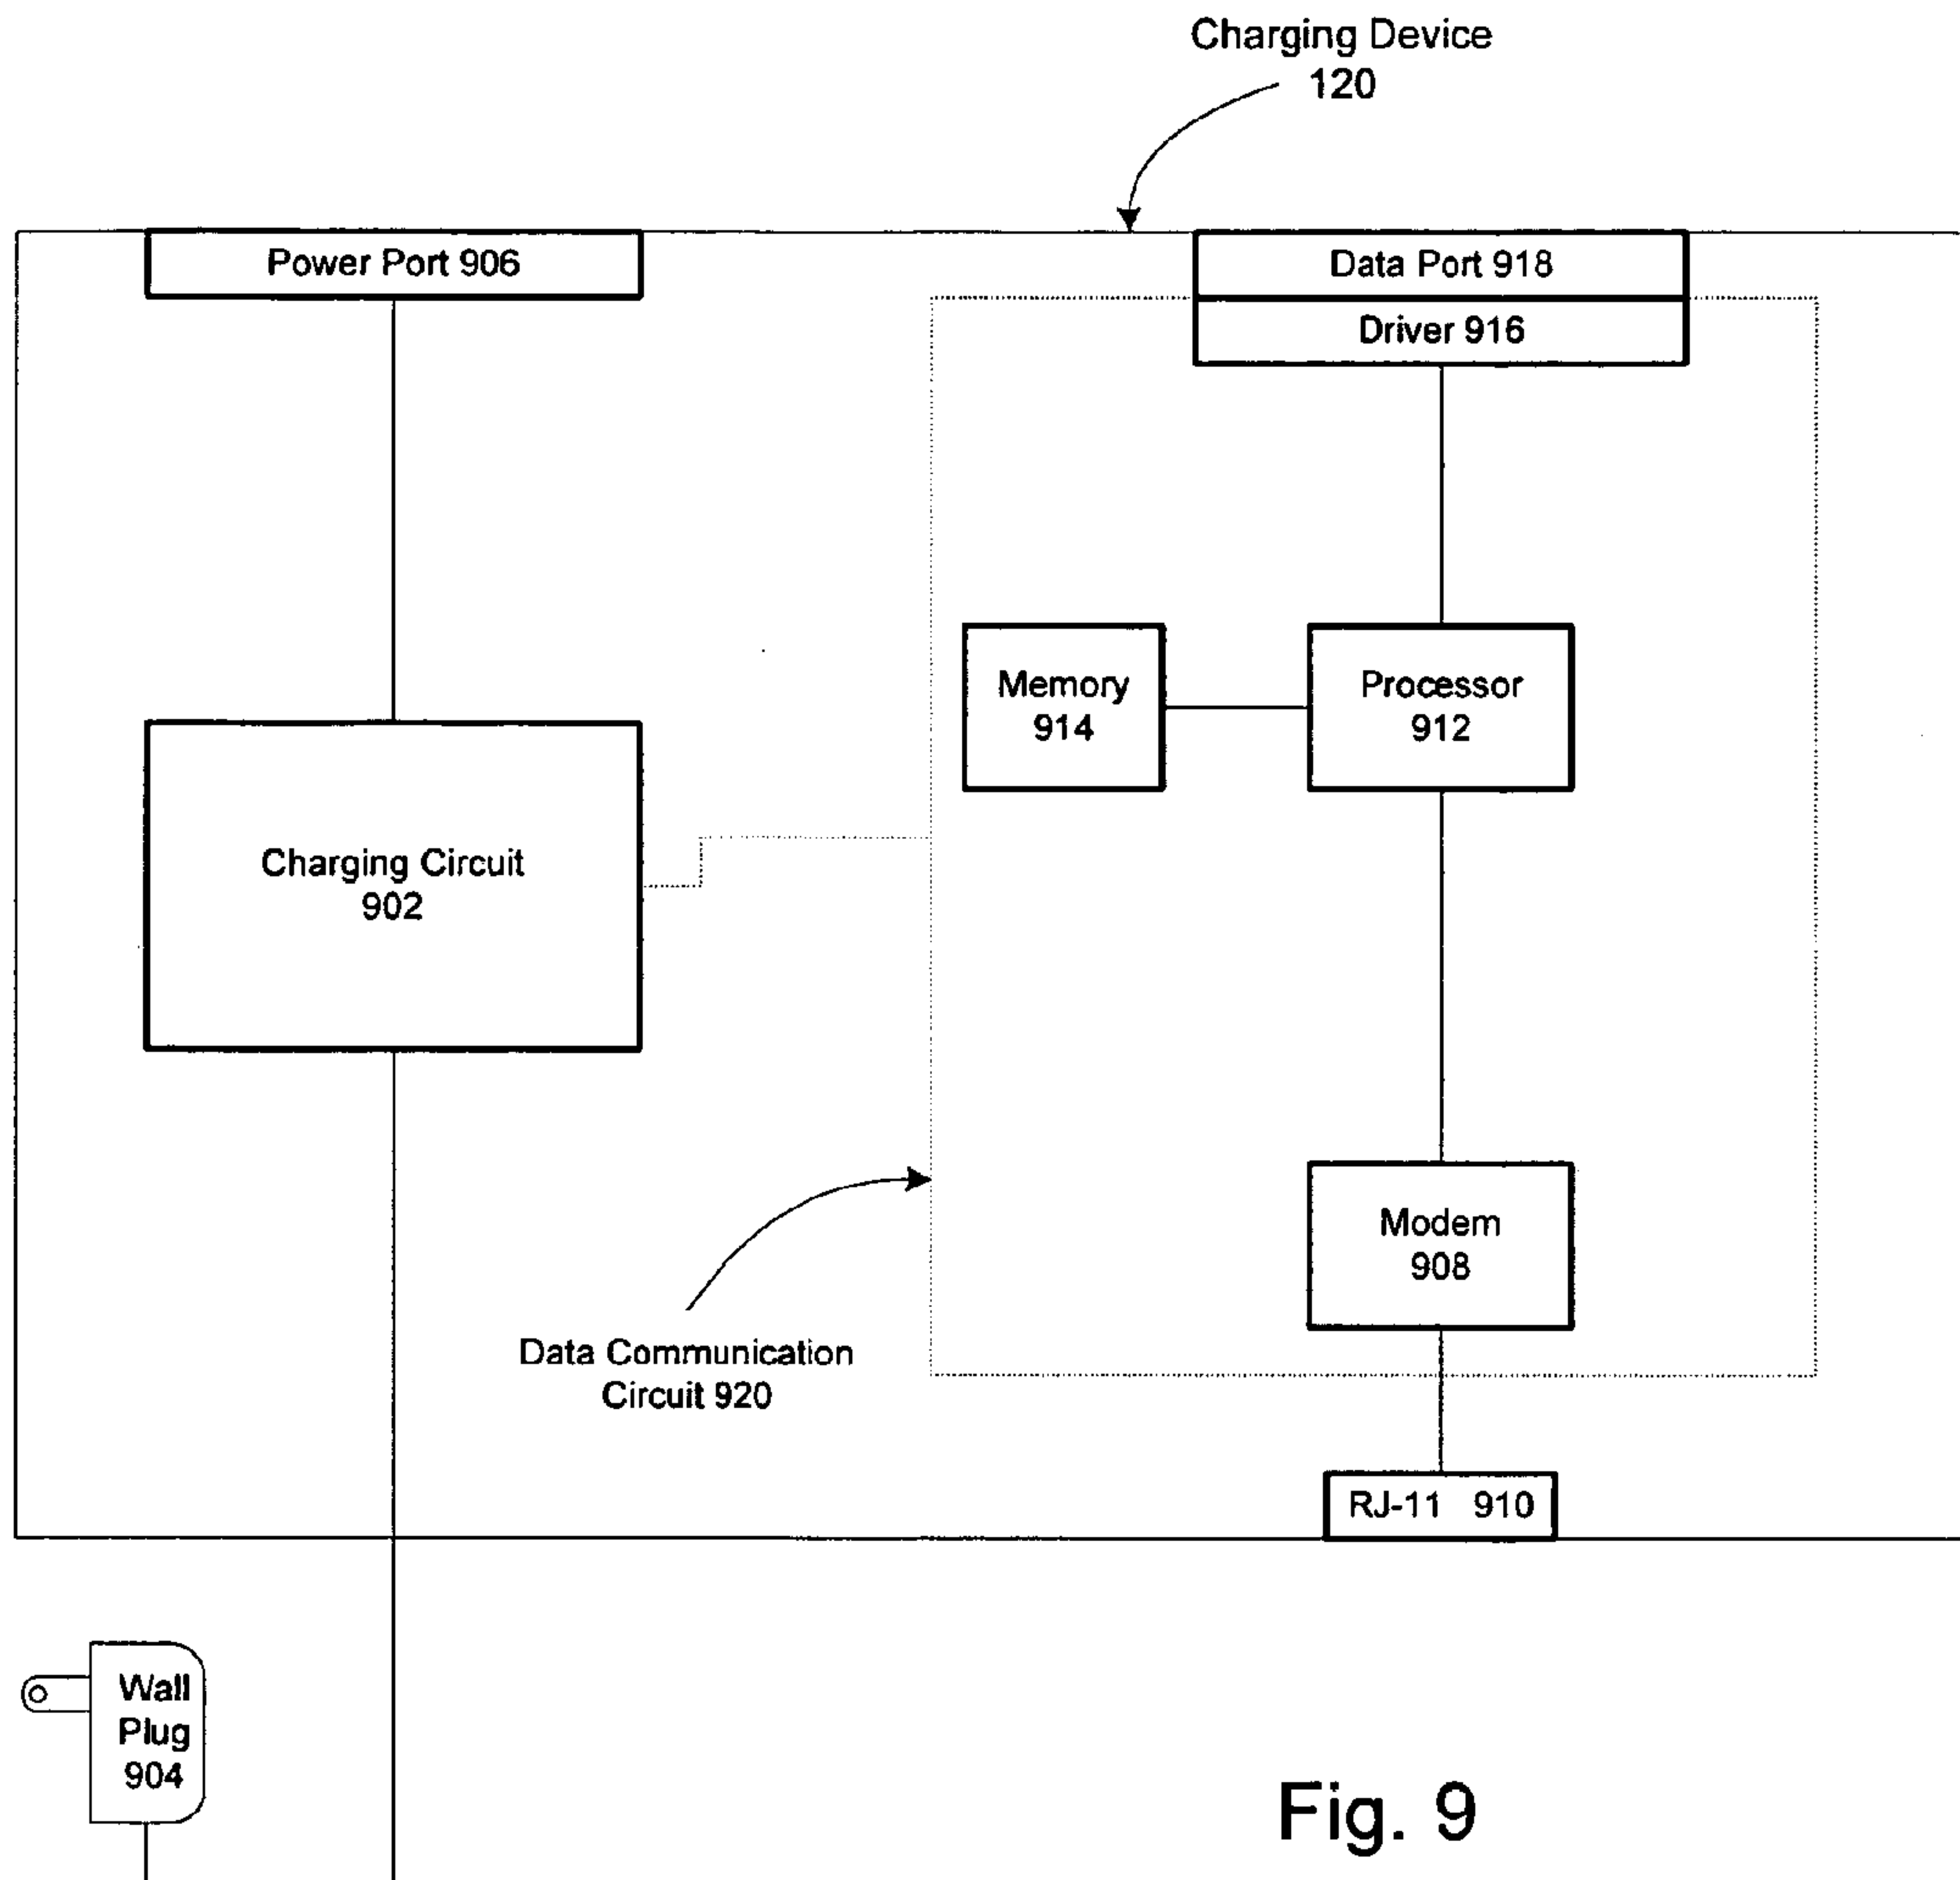 Charging Device
120
Power Port 906
Data Port 918
Driver 916
Memory
914
Processor
912
Charging Circuit
902
Modem
908
Data Communication
Circuit 920
RJ-11 910
Wall
Plug
904
Fig. 9